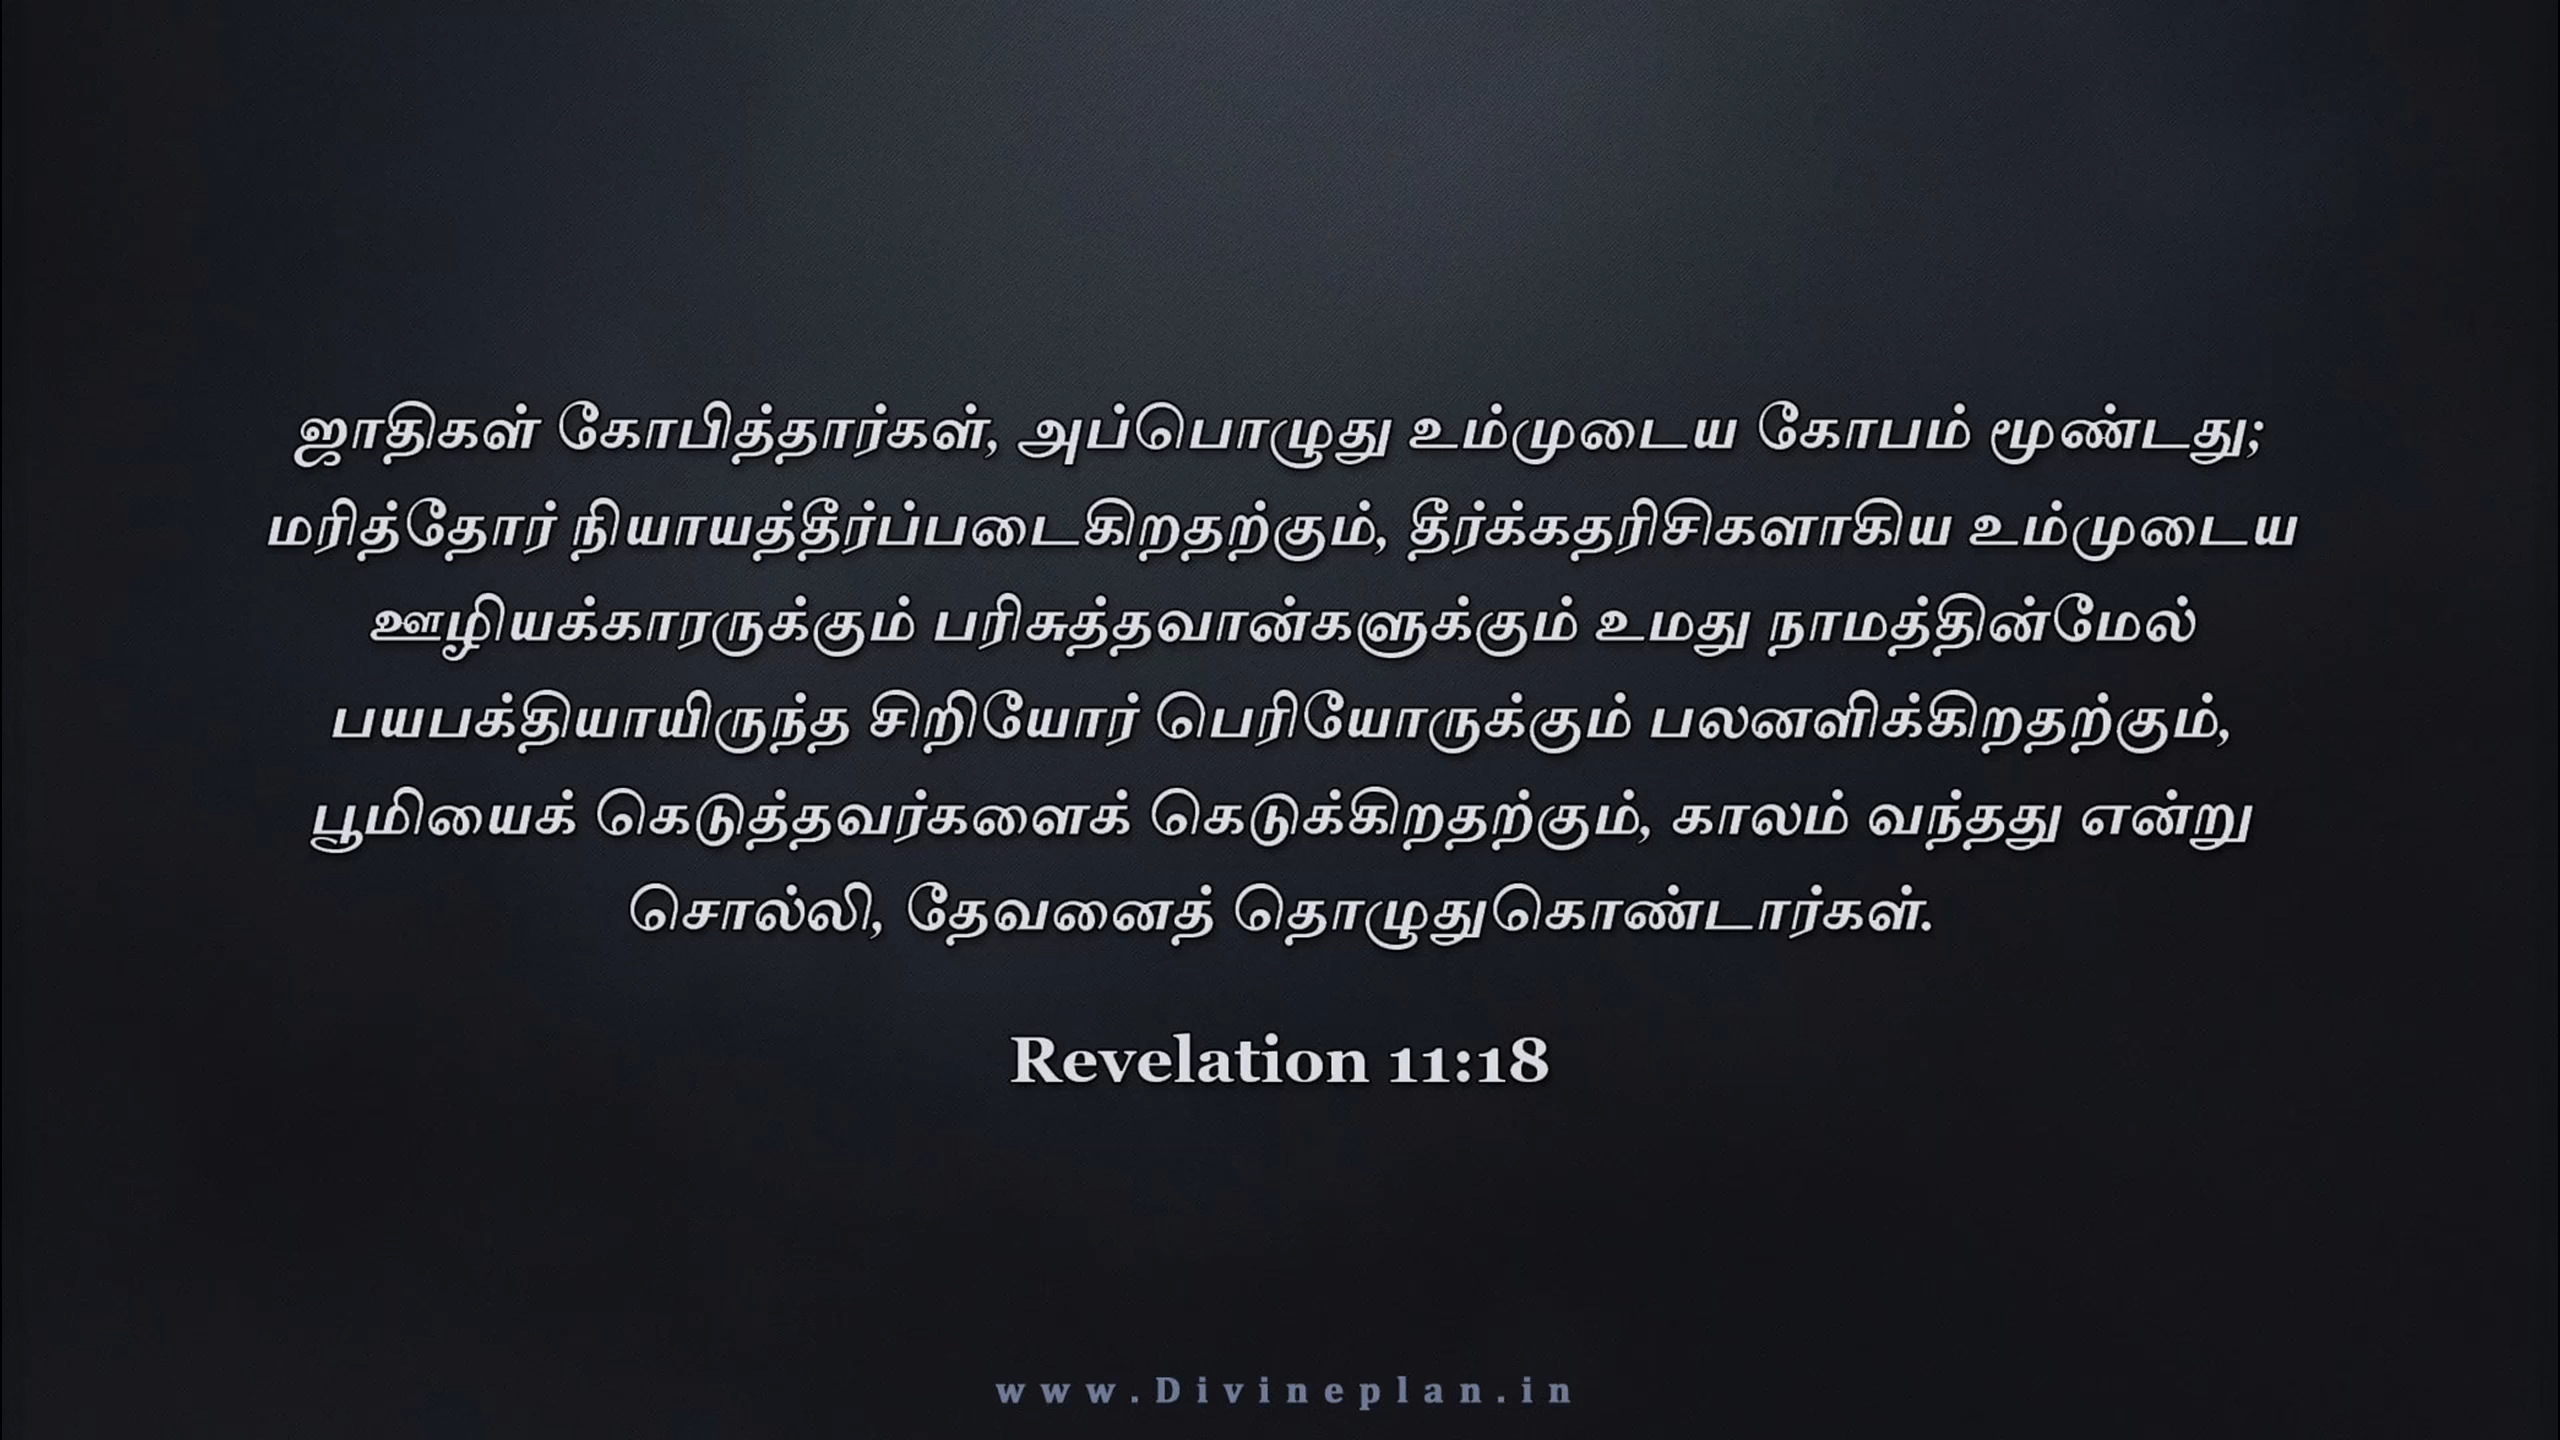 ஜாதிகள் கோபித்தார்கள், அப்பொழுது உம்முடைய கோபம் மூண்டது;
மரித்தோர் நியாயத்தீர்ப்படைகிறதற்கும், தீர்க்கதரிசிகளாகிய உம்முடைய
ஊழியக்காரருக்கும் பரிசுத்தவான்களுக்கும் உமது நாமத்தின்மேல்
பயபக்தியாயிருந்த சிறியோர் பெரியோருக்கும் பலனளிக்கிறதற்கும்,
பூமியைக் கெடுத்தவர்களைக் கெடுக்கிறதற்கும், காலம் வந்தது என்று
சொல்லி, தேவனைத் தொழுதுகொண்டார்கள்.
Revelation 11:18
www.Divineplan.in